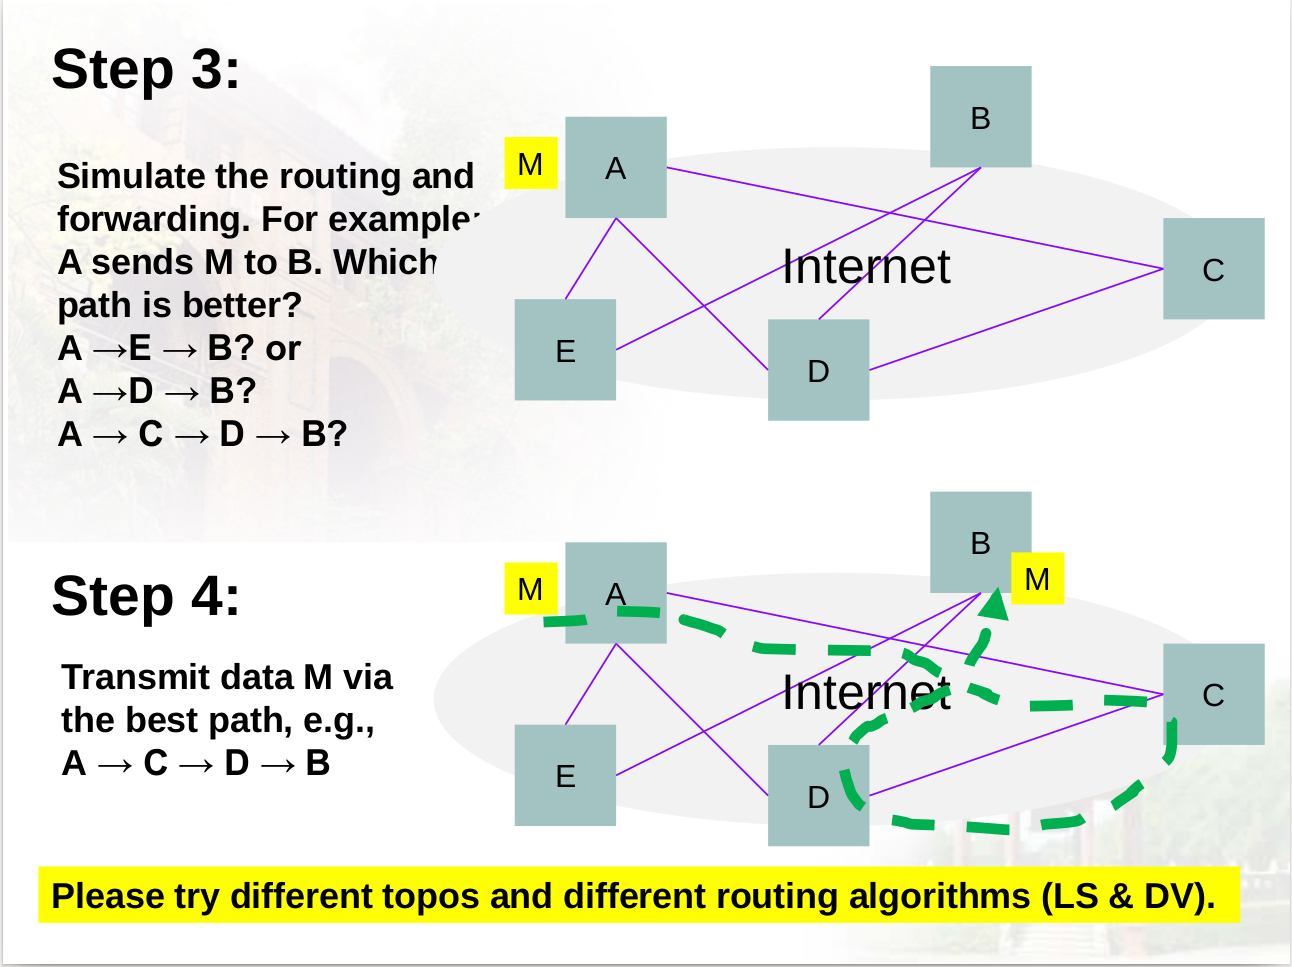 Step 3:
Simulate the routing and
forwarding. For example:
A sends M to B. Which
path is better?
A →E → B? or
A →D → B?
A → C → D → B?
M
A
B
Internet
C
E
D
Step 4:
Transmit data M via
the best path, e.g.,
A → C → D → B
M
A
B
M
Internet
C
E
D
Please try different topos and different routing algorithms (LS & DV).